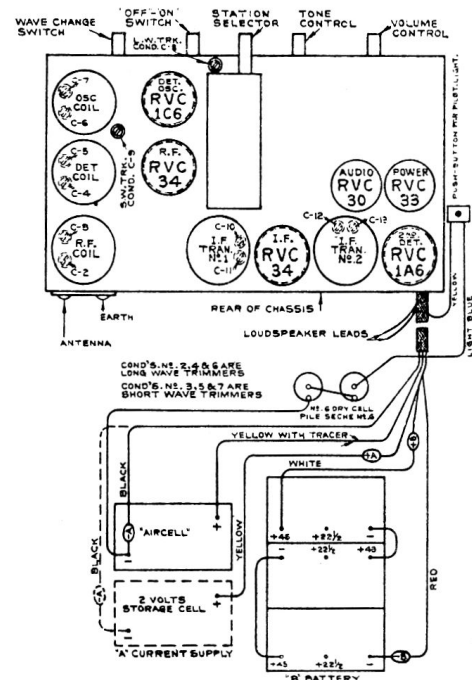 WAVE CHANGE
SWITCH
"OFF-ON"
SWITCH
L.W.TRK.
COND. C-8
STATION
SELECTOR
TONE
CONTROL
VOLUME
CONTROL
C-7
OSC
COIL
C-6
DET.
OSC.
RVC
1C6
C-5
DET
COIL
C-4
S.W.TRK.
COND. C-9
R.F.
RVC
34
AUDIO
RVC
30
POWER
RVC
33
PUSH-BUTTON FOR PILOT LIGHT.
R.F.
COIL
C-2
C-10
I.F.
TRAN.
No.1
C-11
I.F.
RVC
34
C-12
C-13
I.F.
TRAN.
No.2
2ND
DET.
RVC
1A6
EARTH
ANTENNA
REAR OF CHASSIS
LOUDSPEAKER LEADS
YELLOW
LIGHT BLUE
COND'S. No. 2,4 & 6 ARE
LONG WAVE TRIMMERS
COND'S. No. 3,5 & 7 ARE
SHORT WAVE TRIMMERS
No. 6 DRY CELL
PILE SECHE No. 6
YELLOW WITH TRACER
BLACK
+A
+B
WHITE
-A
"AIRCELL"
+
-
YELLOW
BLACK
-A
2 VOLTS
STORAGE CELL
+
-
"A" CURRENT SUPPLY
+45
+22½
-
-
+22½
+45
RED
+45
+22½
-
-B
"B" BATTERY